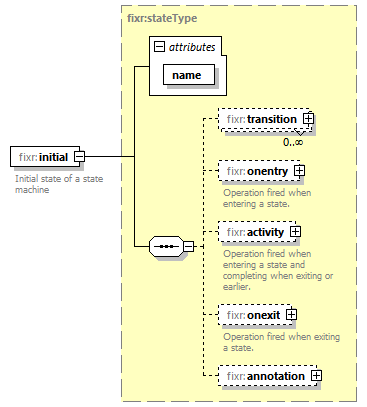 fixr:stateType
attributes
name
fixr:initial
Initial state of a state
machine
fixr:transition
0..∞
fixr:onentry
Operation fired when
entering a state.
fixr:activity
Operation fired when
entering a state and
completing when exiting or
earlier.
fixr:onexit
Operation fired when exiting
a state.
fixr:annotation